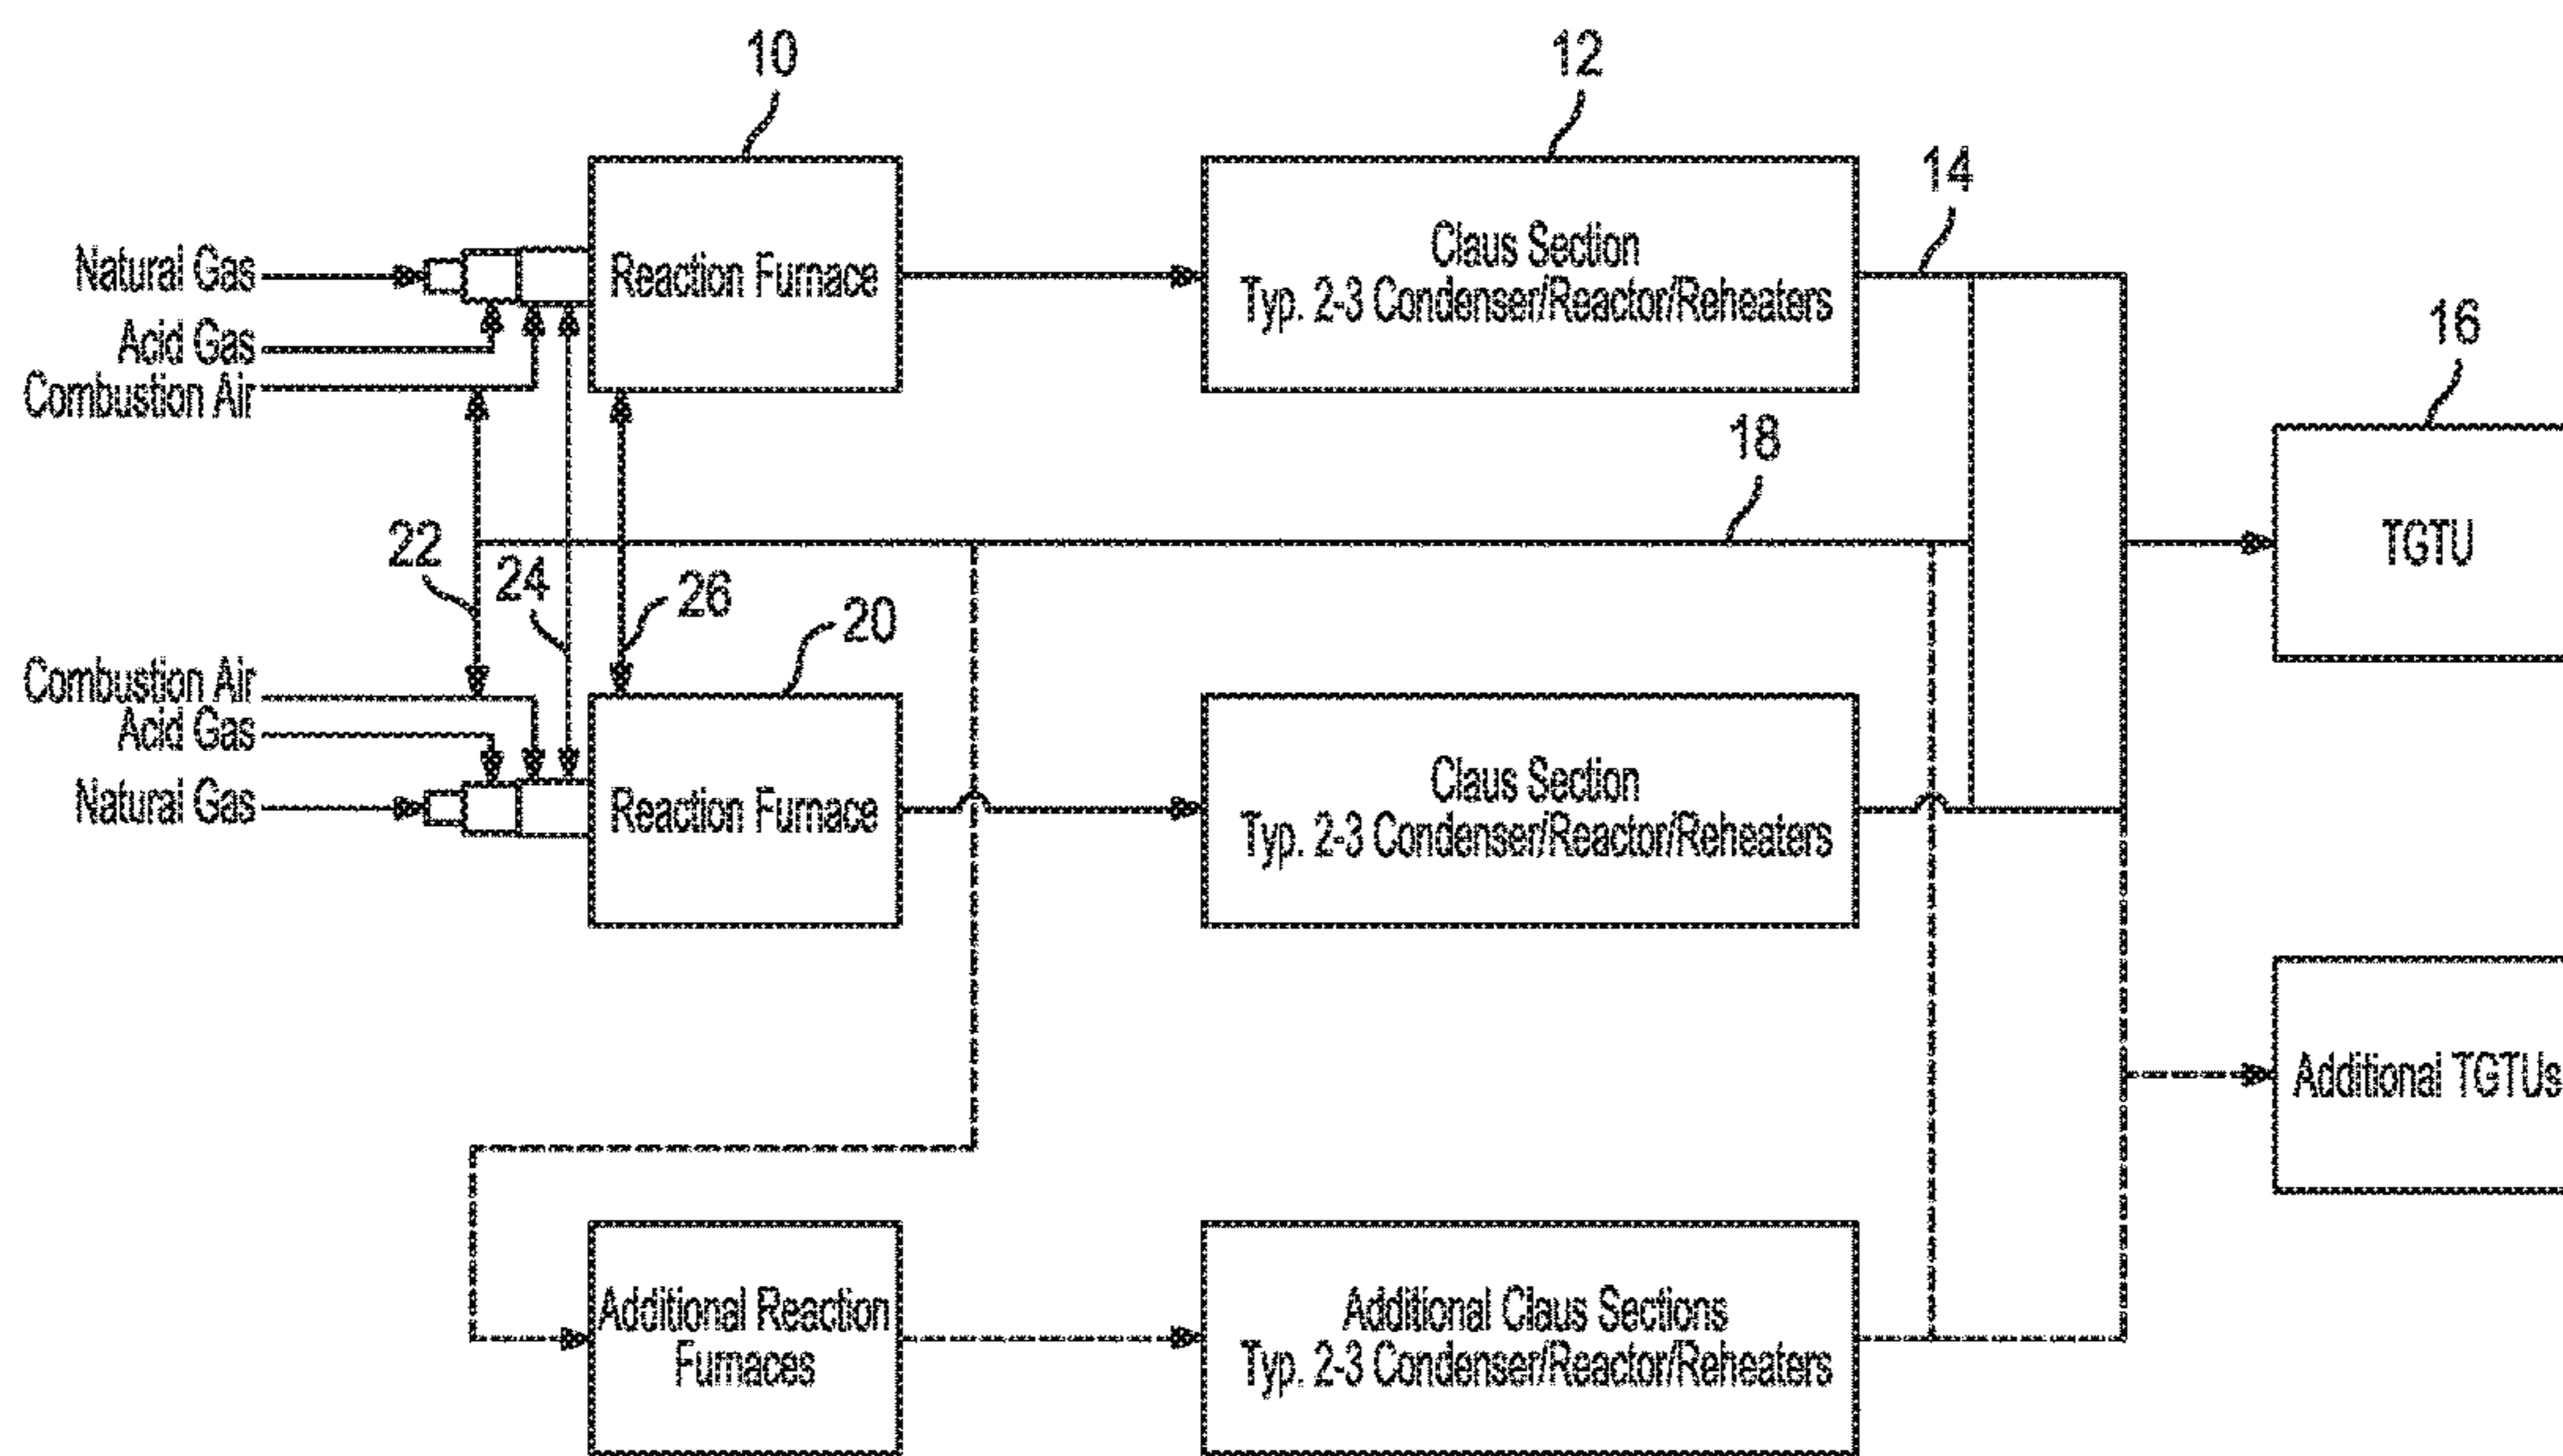 10
12
14
Natural Gas
Reaction Furnace
Claus Section
Typ. 2-3 Condenser/Reactor/Reheaters
Acid Gas
Combustion Air
16
18
22
24
26
20
TGTU
Combustion Air
Acid Gas
Natural Gas
Reaction Furnace
Claus Section
Typ. 2-3 Condenser/Reactor/Reheaters
Additional TGTUs
Additional Reaction
Furnaces
Additional Claus Sections
Typ. 2-3 Condenser/Reactor/Reheaters